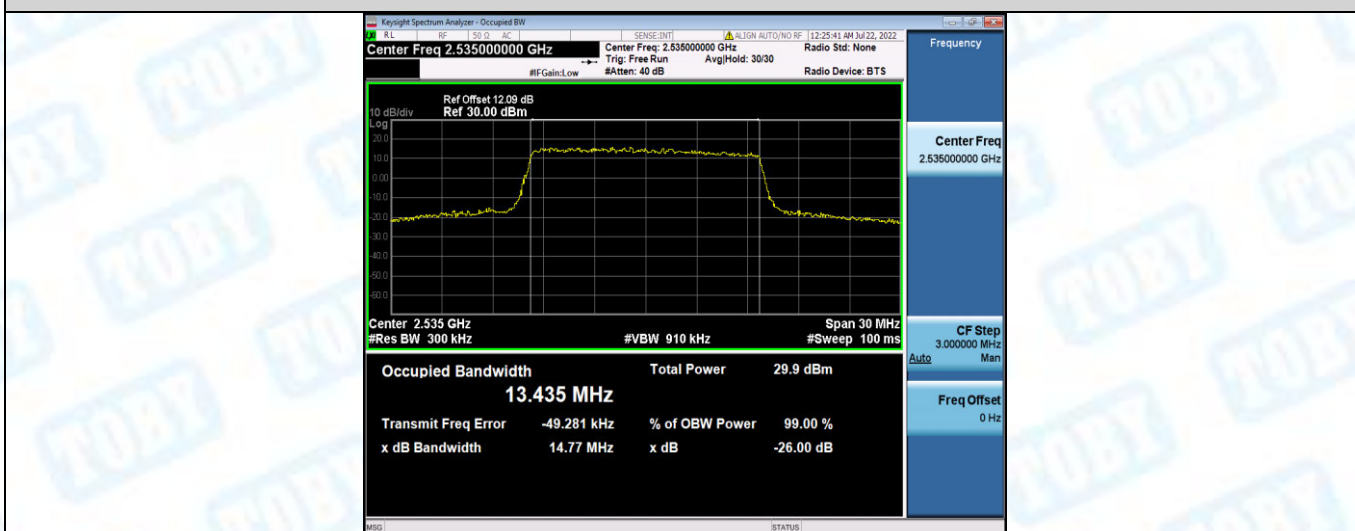 Keysight Spectrum Analyzer - Occupied BW
RL RF 50 Ω AC SENSE:INT ALIGN AUTO/NO RF 12:25:41 AM Jul 22, 2022
Center Freq 2.535000000 GHz
Center Freq: 2.535000000 GHz Radio Std: None
Trig: Free Run Avg|Hold: 30/30
#IFGain:Low #Atten: 40 dB Radio Device: BTS
Frequency
Ref Offset 12.09 dB
10 dB/div Ref 30.00 dBm
Log
20.0
10.0
0.00
-10.0
-20.0
-30.0
-40.0
-50.0
-60.0
Center 2.535 GHz Span 30 MHz
#Res BW 300 kHz #VBW 910 kHz #Sweep 100 ms
Occupied Bandwidth Total Power 29.9 dBm
13.435 MHz
Transmit Freq Error -49.281 kHz % of OBW Power 99.00 %
x dB Bandwidth 14.77 MHz x dB -26.00 dB
Center Freq
2.535000000 GHz
CF Step
3.000000 MHz
Auto Man
Freq Offset
0 Hz
MSG STATUS
TOBY
TOBY
TOBY
TOBY
TOBY
TOBY